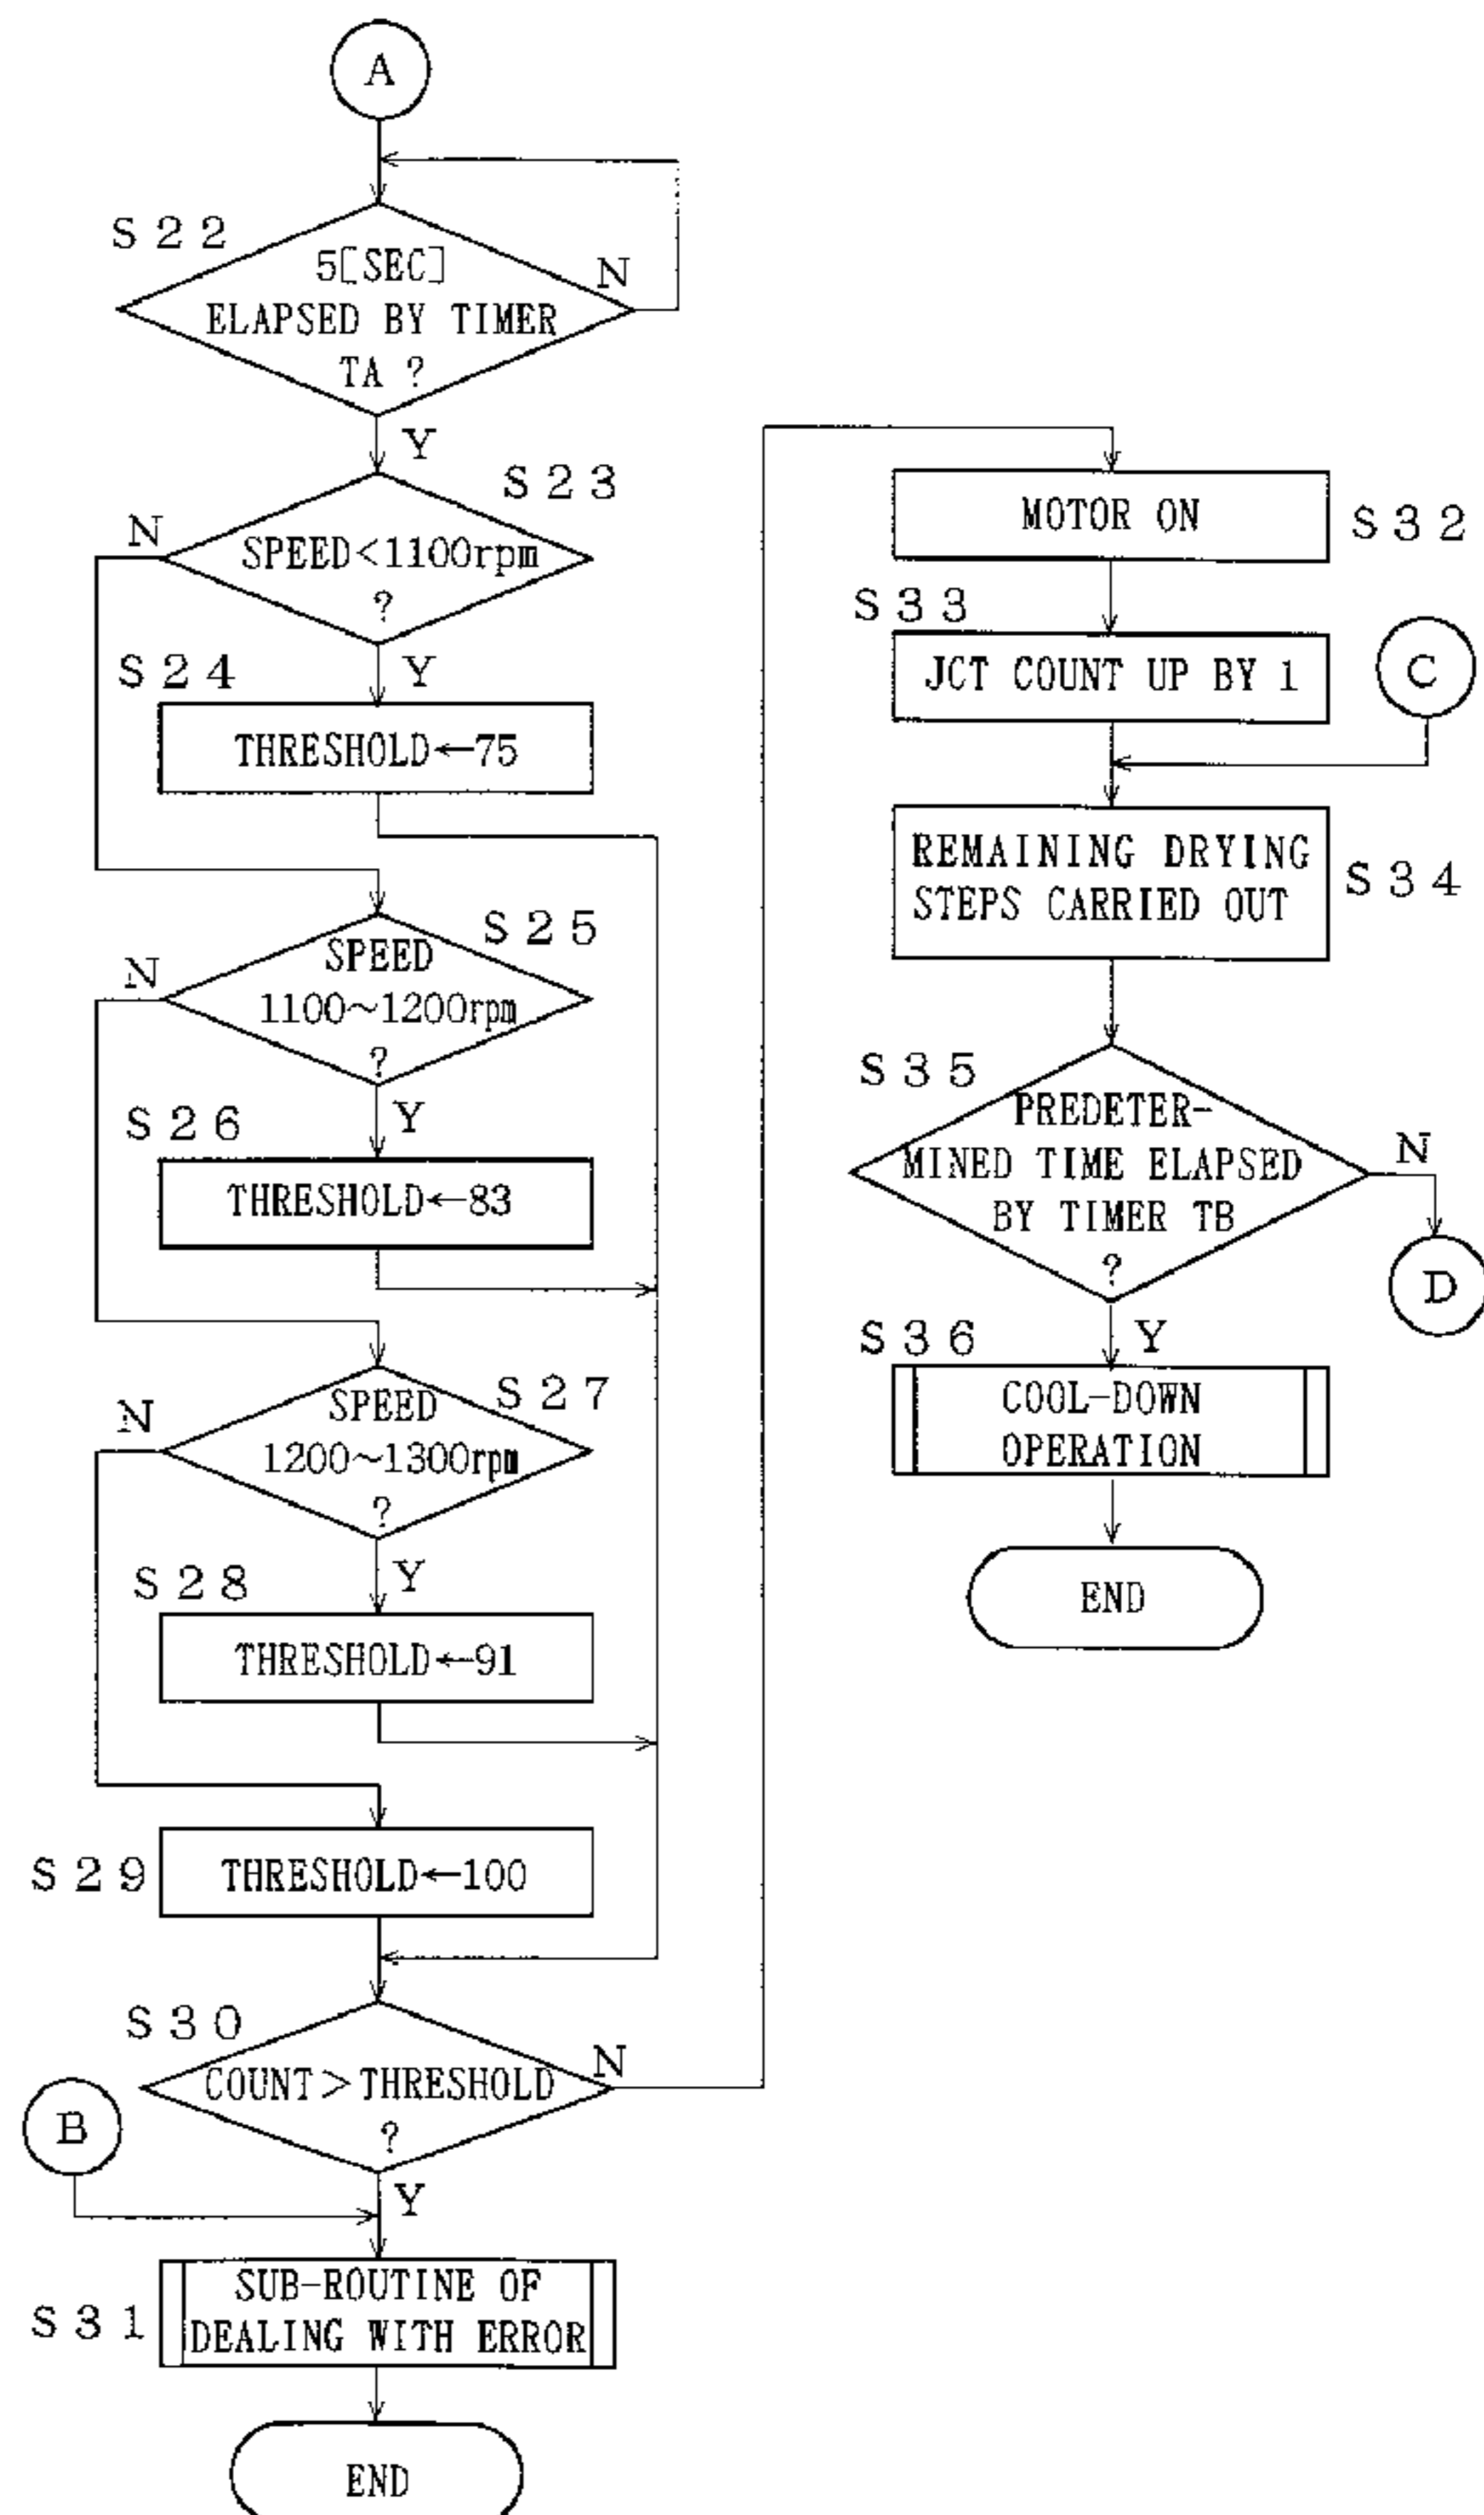 A
S22
5[SEC]
N
ELAPSED BY TIMER
TA ?
Y
S23
N
SPEED<1100rpm
?
S24
Y
THRESHOLD←75
S25
N
SPEED
1100~1200rpm
?
S26
Y
THRESHOLD←83
S27
N
SPEED
1200~1300rpm
?
S28
Y
THRESHOLD←91
S29
THRESHOLD←100
S30
N
COUNT>THRESHOLD
?
B
Y
S31
SUB-ROUTINE OF
DEALING WITH ERROR
END
MOTOR ON
S32
S33
JCT COUNT UP BY 1
C
REMAINING DRYING
STEPS CARRIED OUT
S34
S35
PREDETER-
MINED TIME ELAPSED
BY TIMER TB
?
N
D
S36
Y
COOL-DOWN
OPERATION
END